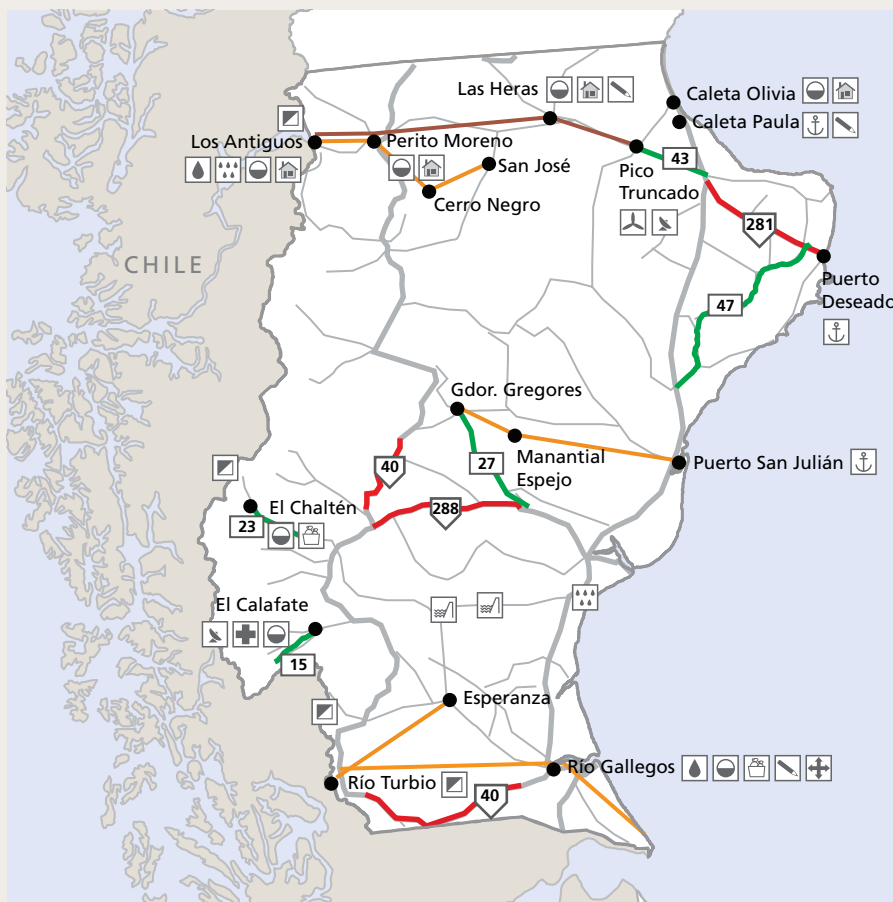 Las Heras
Caleta Olivia
Caleta Paula
Los Antiguos
Perito Moreno
San José
Pico
Truncado
43
Cerro Negro
281
CHILE
Puerto
Deseado
47
Gdor. Gregores
Manantial
Espejo
27
40
Puerto San Julián
El Chaltén
23
288
El Calafate
15
Esperanza
Río Gallegos
Río Turbio
40